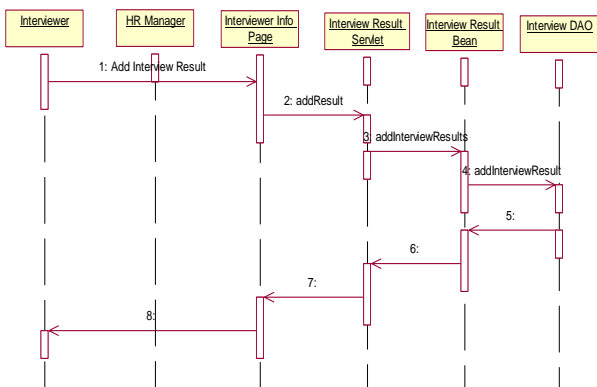 Interviewer
HR Manager
Interviewer Info
Page
Interview Result
Servlet
Interview Result
Bean
Interview DAO
1: Add Interview Result
2: addResult
3: addInterviewResults
4: addInterviewResult
5:
6:
7:
8: